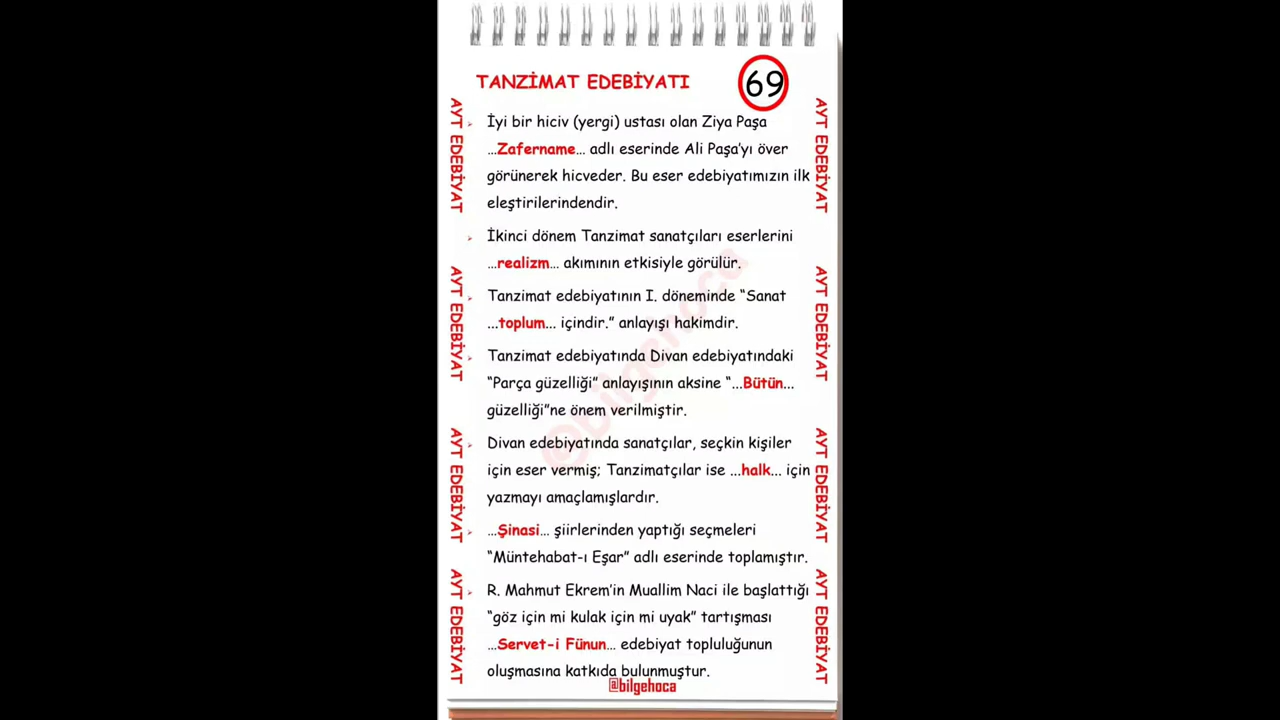 TANZİMAT EDEBİYATI
69
İyi bir hiciv (yergi) ustası olan Ziya Paşa
…Zafername… adlı eserinde Ali Paşa’yı över
görünerek hicveder. Bu eser edebiyatımızın ilk
eleştirilerindendir.
İkinci dönem Tanzimat sanatçıları eserlerini
…realizm… akımının etkisiyle görülür.
Tanzimat edebiyatının I. döneminde “Sanat
...toplum... içindir.” anlayışı hakimdir.
Tanzimat edebiyatında Divan edebiyatındaki
“Parça güzelliği” anlayışının aksine “...Bütün...
güzelliği”ne önem verilmiştir.
Divan edebiyatında sanatçılar, seçkin kişiler
için eser vermiş; Tanzimatçılar ise ...halk... için
yazmayı amaçlamışlardır.
…Şinasi… şiirlerinden yaptığı seçmeleri
“Müntehabat-ı Eşar” adlı eserinde toplamıştır.
R. Mahmut Ekrem’in Muallim Naci ile başlattığı
“göz için mi kulak için mi uyak” tartışması
…Servet-i Fünun… edebiyat topluluğunun
oluşmasına katkıda bulunmuştur.
@bilgehoca
AYT EDEBİYAT
AYT EDEBİYAT
AYT EDEBİYAT
AYT EDEBİYAT
AYT EDEBİYAT
AYT EDEBİYAT
AYT EDEBİYAT
AYT EDEBİYAT
@bilgehoca